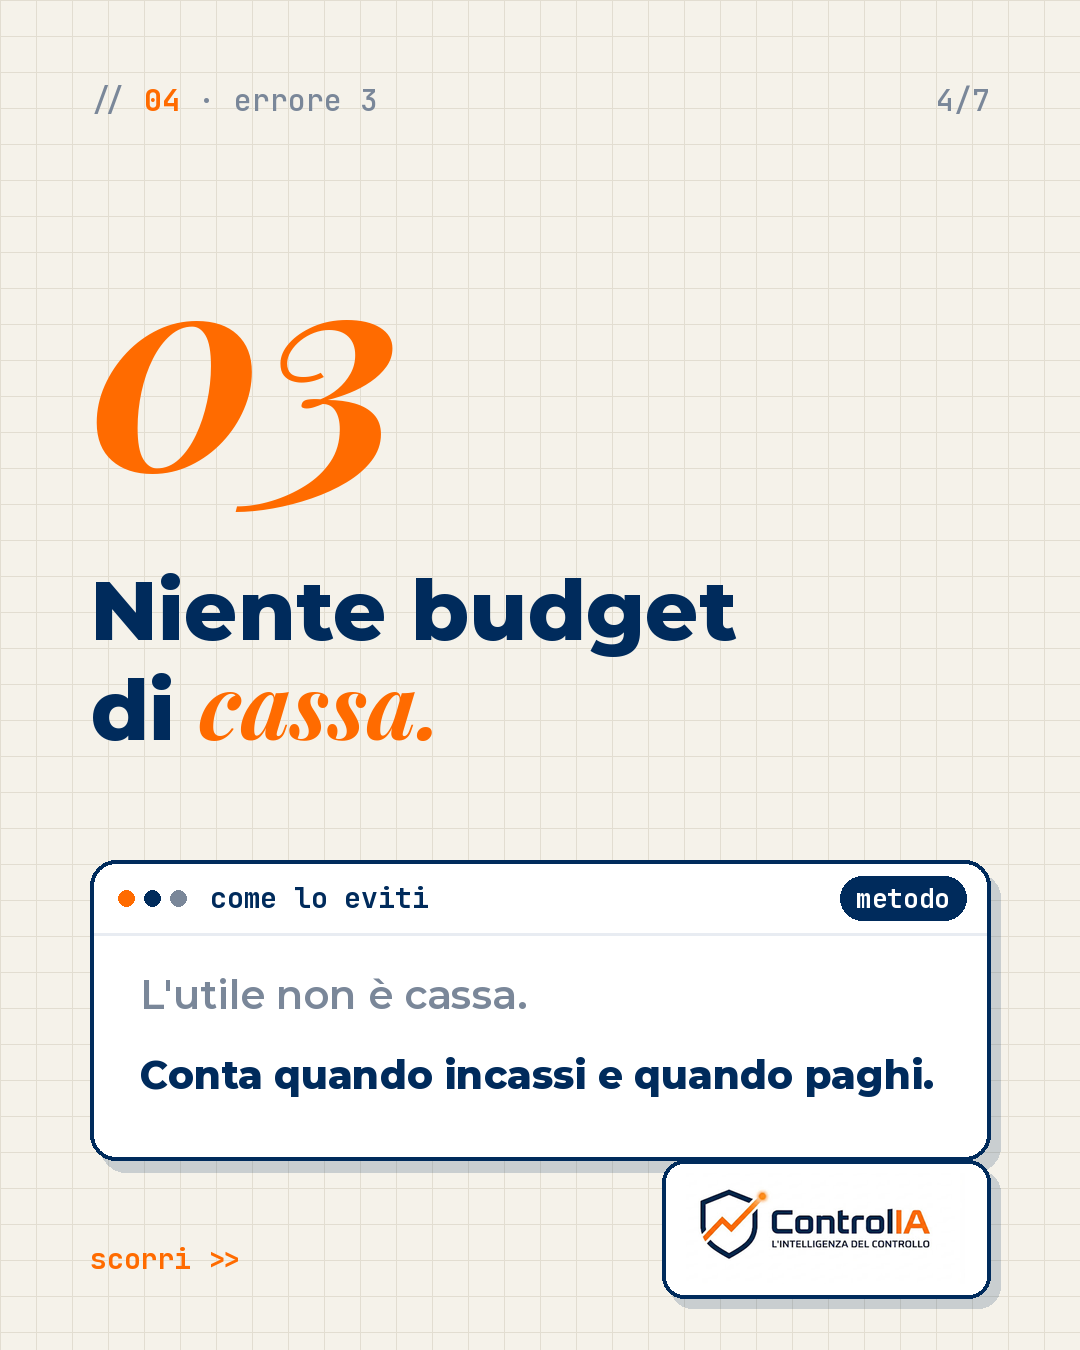 // 04 · errore 3
4/7
03
Niente budget
di cassa.
come lo eviti
metodo
L'utile non è cassa.
Conta quando incassi e quando paghi.
ControlIA
L'INTELLIGENZA DEL CONTROLLO
scorri >>